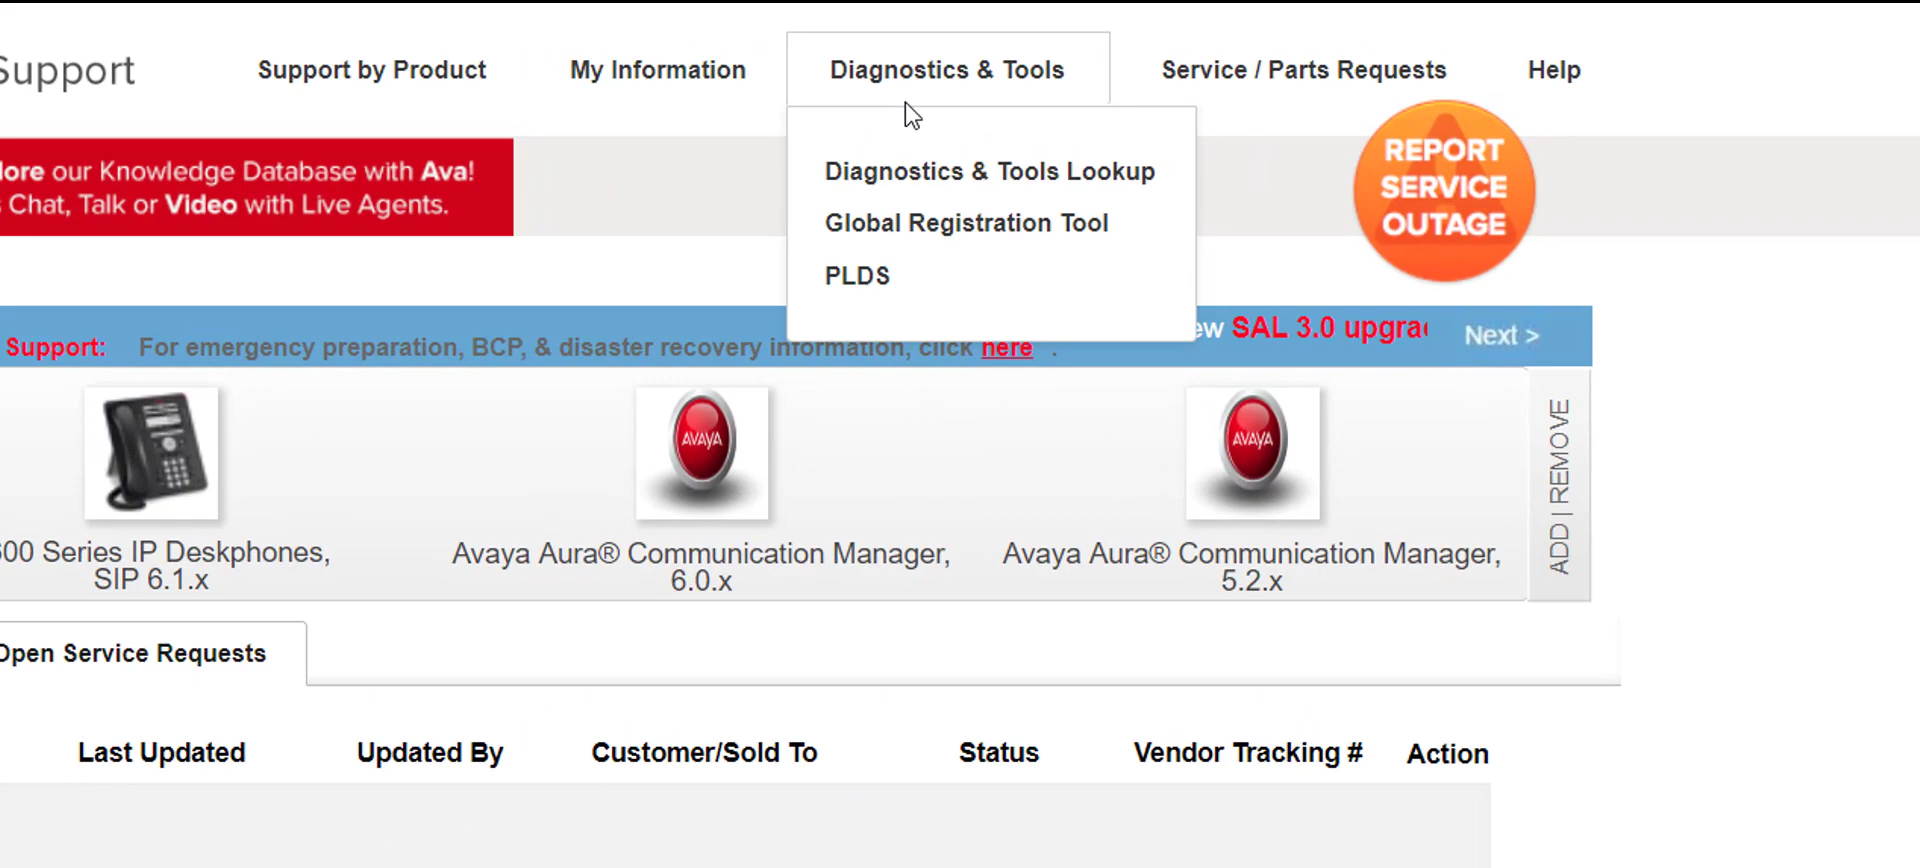 Support
Support by Product
My Information
Diagnostics & Tools
Service / Parts Requests
Help
our Knowledge Database with Ava!
Chat, Talk or Video with Live Agents.
Diagnostics & Tools Lookup
Global Registration Tool
PLDS
REPORT
SERVICE
OUTAGE
Support: For emergency preparation, BCP, & disaster recovery information, click here .
SAL 3.0
Next >
AVAYA
AVAYA
00 Series IP Deskphones,
SIP 6.1.x
Avaya Aura® Communication Manager,
6.0.x
Avaya Aura® Communication Manager,
5.2.x
ADD | REMOVE
Open Service Requests
Last Updated
Updated By
Customer/Sold To
Status
Vendor Tracking #
Action